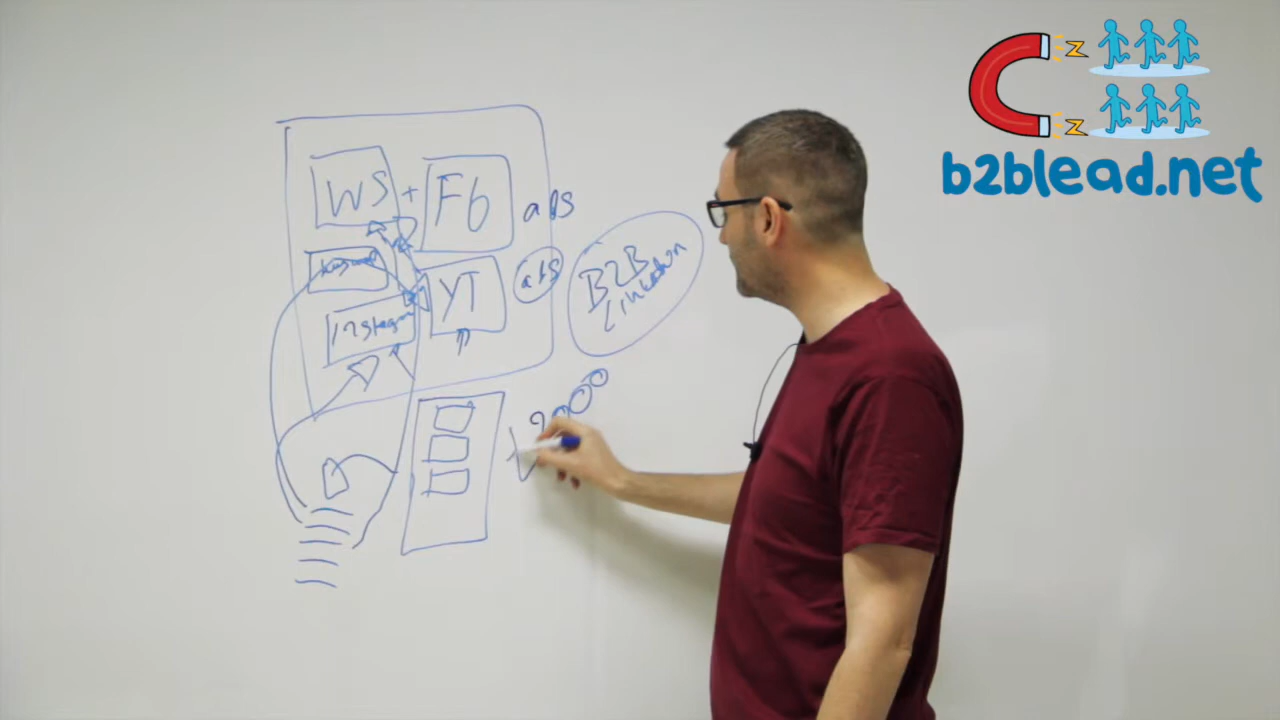 b2blead.net
WS + Fb ads
YT ads
Instagram
B2B
Linkedin